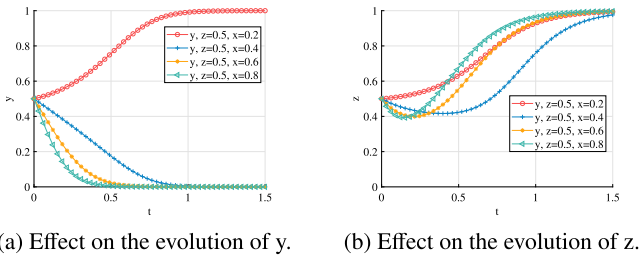 1
0.8
0.6
0.4
0.2
0
y
0
0.5
1
1.5
t
y, z=0.5, x=0.2
y, z=0.5, x=0.4
y, z=0.5, x=0.6
y, z=0.5, x=0.8
1
0.8
0.6
0.4
0.2
0
z
0
0.5
1
1.5
t
y, z=0.5, x=0.2
y, z=0.5, x=0.4
y, z=0.5, x=0.6
y, z=0.5, x=0.8
(a) Effect on the evolution of y.
(b) Effect on the evolution of z.